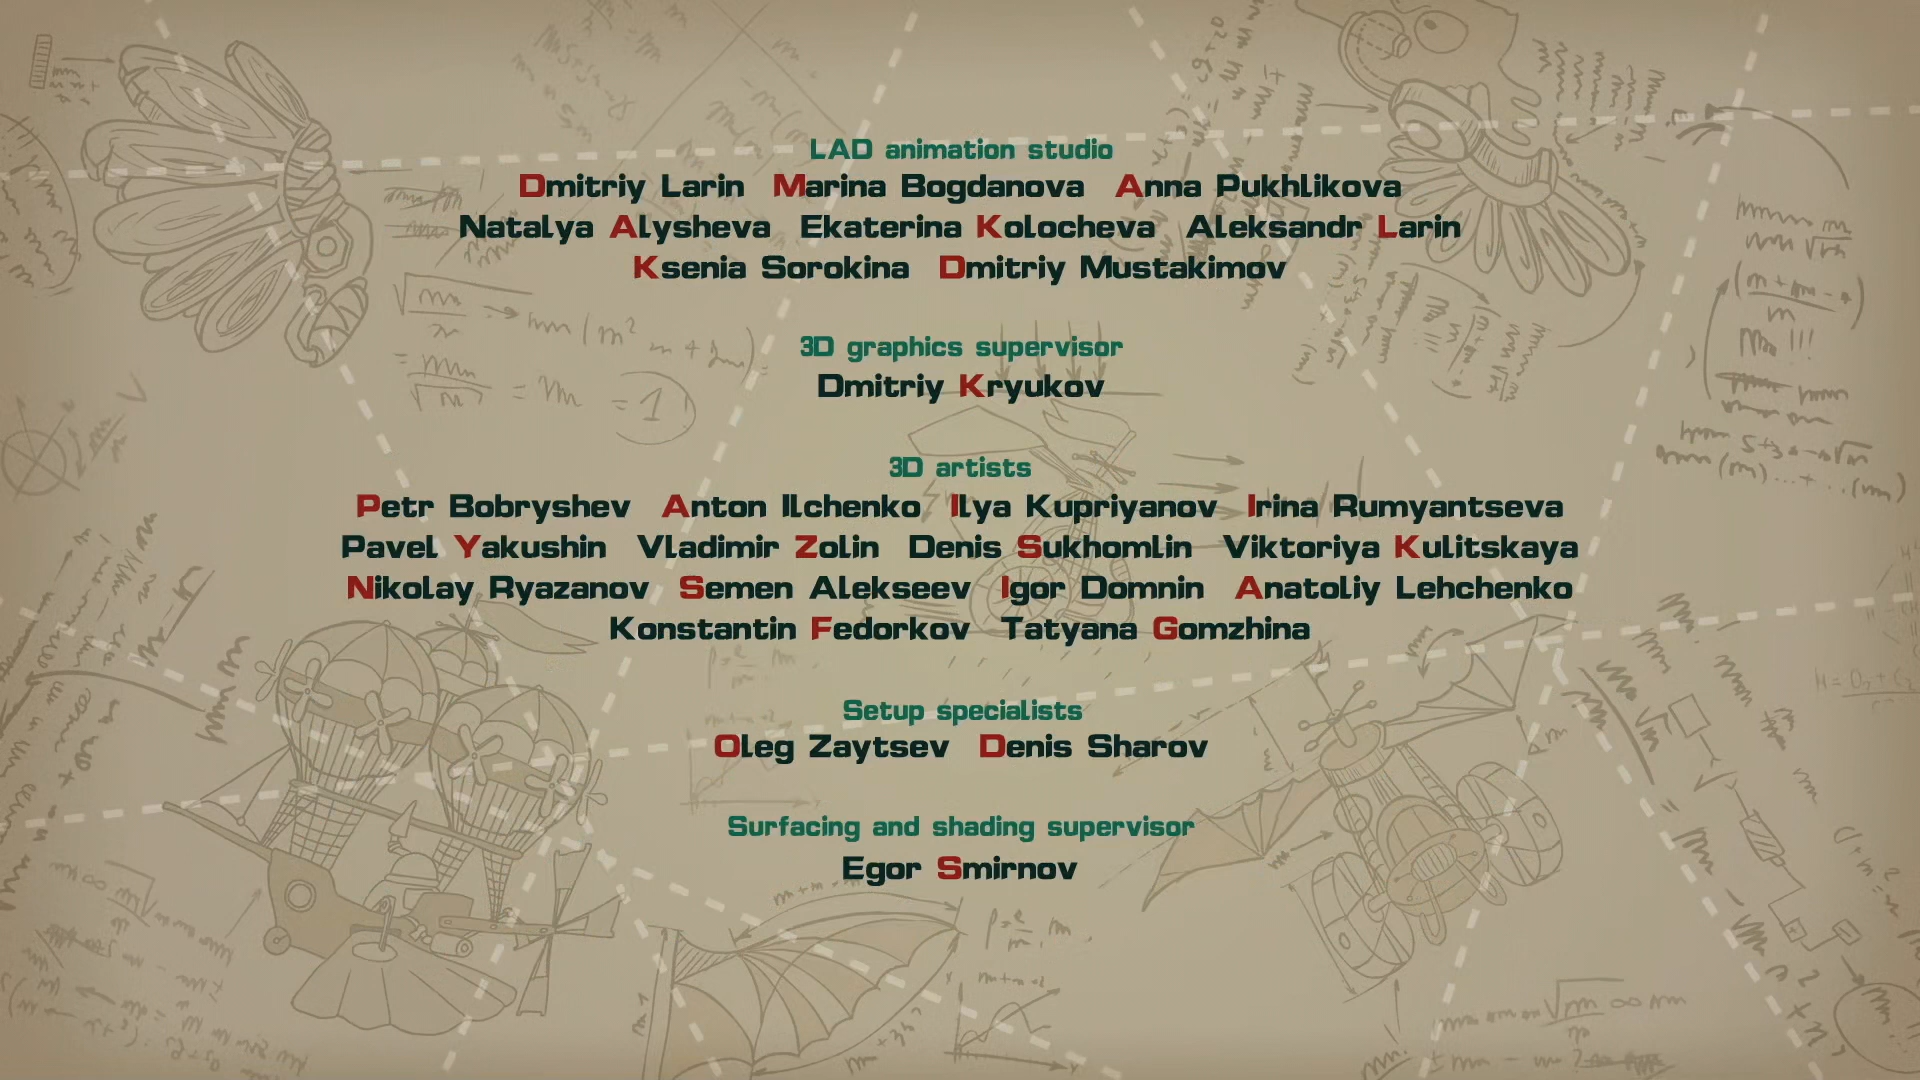 LAD animation studio
Dmitriy Larin Marina Bogdanova Anna Pukhlikova
Natalya Alysheva Ekaterina Kolocheva Aleksandr Larin
Ksenia Sorokina Dmitriy Mustakimov
3D graphics supervisor
Dmitriy Kryukov
3D artists
Petr Bobryshev Anton Ilchenko Ilya Kupriyanov Irina Rumyantseva
Pavel Yakushin Vladimir Zolin Denis Sukhomlin Viktoriya Kulitskaya
Nikolay Ryazanov Semen Alekseev Igor Domnin Anatoliy Lehchenko
Konstantin Fedorkov Tatyana Gomzhina
Setup specialists
Oleg Zaytsev Denis Sharov
Surfacing and shading supervisor
Egor Smirnov